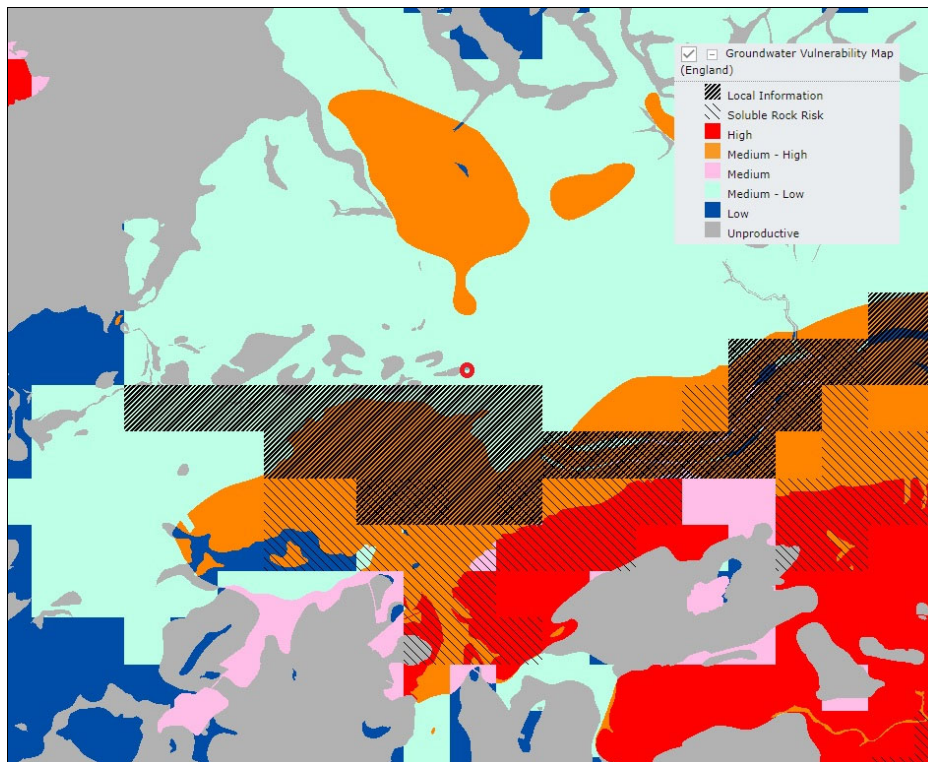 Groundwater Vulnerability Map
(England)
Local Information
Soluble Rock Risk
High
Medium - High
Medium
Medium - Low
Low
Unproductive